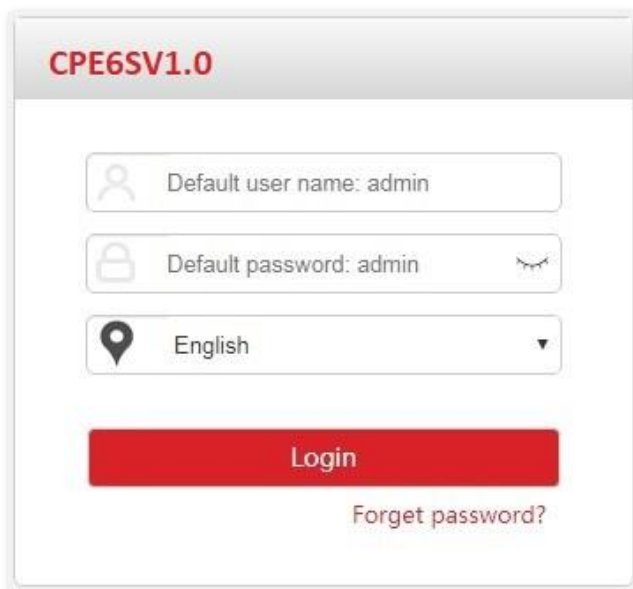 CPE6SV1.0
Default user name: admin
Default password: admin
English
Login
Forget password?